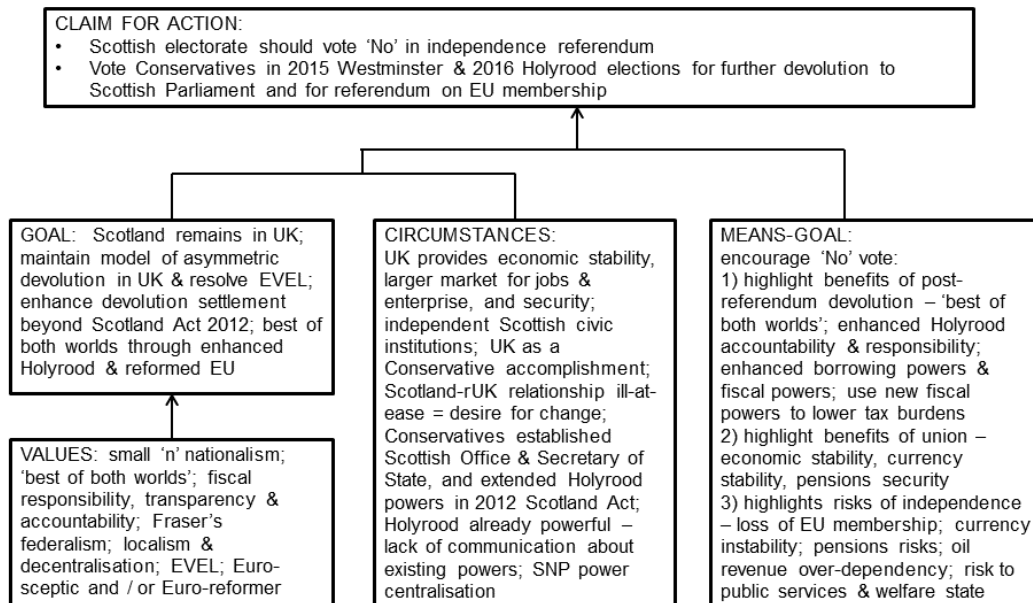 CLAIM FOR ACTION:
• Scottish electorate should vote ‘No’ in independence referendum
• Vote Conservatives in 2015 Westminster & 2016 Holyrood elections for further devolution to
Scottish Parliament and for referendum on EU membership
GOAL: Scotland remains in UK;
maintain model of asymmetric
devolution in UK & resolve EVEL;
enhance devolution settlement
beyond Scotland Act 2012; best of
both worlds through enhanced
Holyrood & reformed EU
VALUES: small ‘n’ nationalism;
‘best of both worlds’; fiscal
responsibility, transparency &
accountability; Fraser’s
federalism; localism &
decentralisation; EVEL; Euro-
sceptic and / or Euro-reformer
CIRCUMSTANCES:
UK provides economic stability,
larger market for jobs &
enterprise, and security;
independent Scottish civic
institutions; UK as a
Conservative accomplishment;
Scotland-rUK relationship ill-at-
ease = desire for change;
Conservatives established
Scottish Office & Secretary of
State, and extended Holyrood
powers in 2012 Scotland Act;
Holyrood already powerful –
lack of communication about
existing powers; SNP power
centralisation
MEANS-GOAL:
encourage ‘No’ vote:
1) highlight benefits of post-
referendum devolution – ‘best of
both worlds’; enhanced Holyrood
accountability & responsibility;
enhanced borrowing powers &
fiscal powers; use new fiscal
powers to lower tax burdens
2) highlight benefits of union –
economic stability, currency
stability, pensions security
3) highlights risks of independence
– loss of EU membership; currency
instability; pensions risks; oil
revenue over-dependency; risk to
public services & welfare state